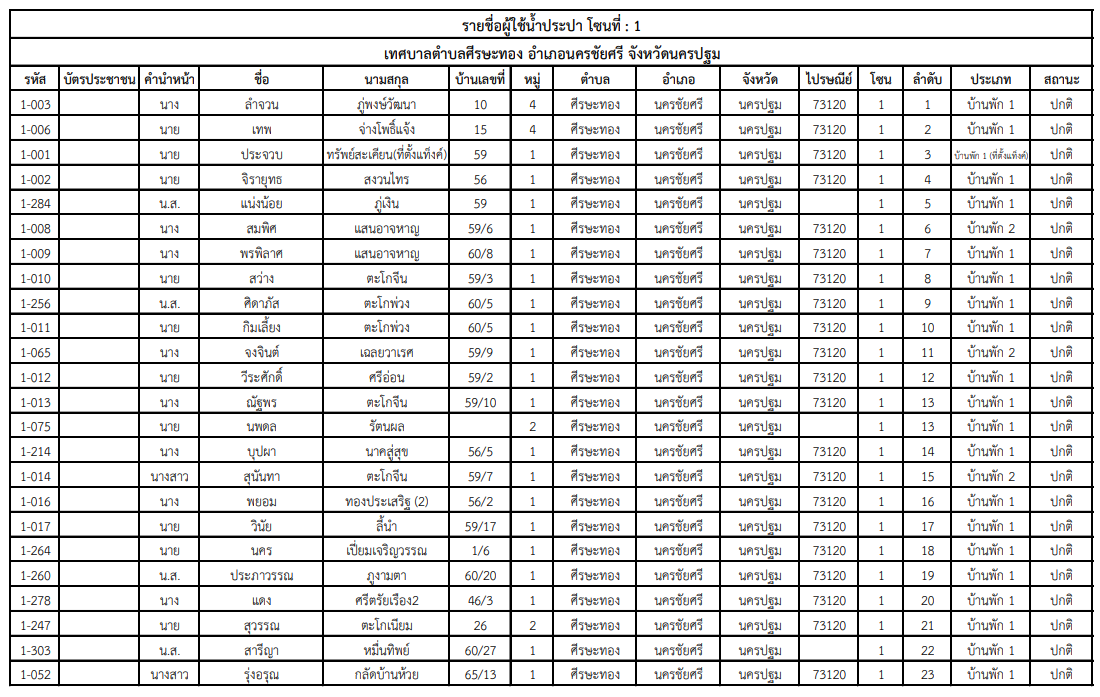 รายชื่อผู้ใช้น้ำประปา โซนที่ : 1
เทศบาลตำบลศีรษะทอง อำเภอนครชัยศรี จังหวัดนครปฐม
รหัส บัตรประชาชน คำนำหน้า ชื่อ นามสกุล บ้านเลขที่ หมู่ ตำบล อำเภอ จังหวัด ไปรษณีย์ โซน ลำดับ ประเภท สถานะ
1-003 นาง ลำจวน ภู่พงษ์วัฒนา 10 4 ศีรษะทอง นครชัยศรี นครปฐม 73120 1 1 บ้านพัก 1 ปกติ
1-006 นาย เทพ จ่างโพธิ์แจ้ง 15 4 ศีรษะทอง นครชัยศรี นครปฐม 73120 1 2 บ้านพัก 1 ปกติ
1-001 นาย ประจวบ ทรัพย์สะเคียน(ที่ตั้งแท็งค์) 59 1 ศีรษะทอง นครชัยศรี นครปฐม 73120 1 3 บ้านพัก 1 (ที่ตั้งแท็งค์) ปกติ
1-002 นาย จิรายุทธ สงวนไทร 56 1 ศีรษะทอง นครชัยศรี นครปฐม 73120 1 4 บ้านพัก 1 ปกติ
1-284 น.ส. แน่งน้อย ภู่เงิน 59 1 ศีรษะทอง นครชัยศรี นครปฐม 1 5 บ้านพัก 1 ปกติ
1-008 นาง สมพิศ แสนอาจหาญ 59/6 1 ศีรษะทอง นครชัยศรี นครปฐม 73120 1 6 บ้านพัก 2 ปกติ
1-009 นาง พรพิลาศ แสนอาจหาญ 60/8 1 ศีรษะทอง นครชัยศรี นครปฐม 73120 1 7 บ้านพัก 1 ปกติ
1-010 นาย สว่าง ตะโกจีน 59/3 1 ศีรษะทอง นครชัยศรี นครปฐม 73120 1 8 บ้านพัก 1 ปกติ
1-256 น.ส. ศิดาภัส ตะโกพ่วง 60/5 1 ศีรษะทอง นครชัยศรี นครปฐม 73120 1 9 บ้านพัก 1 ปกติ
1-011 นาย กิมเลี้ยง ตะโกพ่วง 60/5 1 ศีรษะทอง นครชัยศรี นครปฐม 73120 1 10 บ้านพัก 1 ปกติ
1-065 นาง จงจินต์ เฉลยวาเรศ 59/9 1 ศีรษะทอง นครชัยศรี นครปฐม 73120 1 11 บ้านพัก 2 ปกติ
1-012 นาย วีระศักดิ์ ศรีอ่อน 59/2 1 ศีรษะทอง นครชัยศรี นครปฐม 73120 1 12 บ้านพัก 1 ปกติ
1-013 นาง ณัฐพร ตะโกจีน 59/10 1 ศีรษะทอง นครชัยศรี นครปฐม 73120 1 13 บ้านพัก 1 ปกติ
1-075 นาย นพดล รัตนผล 2 ศีรษะทอง นครชัยศรี นครปฐม 1 13 บ้านพัก 1 ปกติ
1-214 นาง บุปผา นาคสู่สุข 56/5 1 ศีรษะทอง นครชัยศรี นครปฐม 73120 1 14 บ้านพัก 1 ปกติ
1-014 นางสาว สุนันทา ตะโกจีน 59/7 1 ศีรษะทอง นครชัยศรี นครปฐม 73120 1 15 บ้านพัก 2 ปกติ
1-016 นาง พยอม ทองประเสริฐ (2) 56/2 1 ศีรษะทอง นครชัยศรี นครปฐม 73120 1 16 บ้านพัก 1 ปกติ
1-017 นาย วินัย ลี้นำ 59/17 1 ศีรษะทอง นครชัยศรี นครปฐม 73120 1 17 บ้านพัก 1 ปกติ
1-264 นาย นคร เปี่ยมเจริญวรรณ 1/6 1 ศีรษะทอง นครชัยศรี นครปฐม 73120 1 18 บ้านพัก 1 ปกติ
1-260 น.ส. ประภาวรรณ ภูงามตา 60/20 1 ศีรษะทอง นครชัยศรี นครปฐม 73120 1 19 บ้านพัก 1 ปกติ
1-278 นาง แดง ศรีตรัยเรือง2 46/3 1 ศีรษะทอง นครชัยศรี นครปฐม 73120 1 20 บ้านพัก 1 ปกติ
1-247 นาย สุวรรณ ตะโกเนียม 26 2 ศีรษะทอง นครชัยศรี นครปฐม 73120 1 21 บ้านพัก 1 ปกติ
1-303 น.ส. สารีญา หมื่นทิพย์ 60/27 1 ศีรษะทอง นครชัยศรี นครปฐม 1 22 บ้านพัก 1 ปกติ
1-052 นางสาว รุ่งอรุณ กลัดบ้านห้วย 65/13 1 ศีรษะทอง นครชัยศรี นครปฐม 73120 1 23 บ้านพัก 1 ปกติ